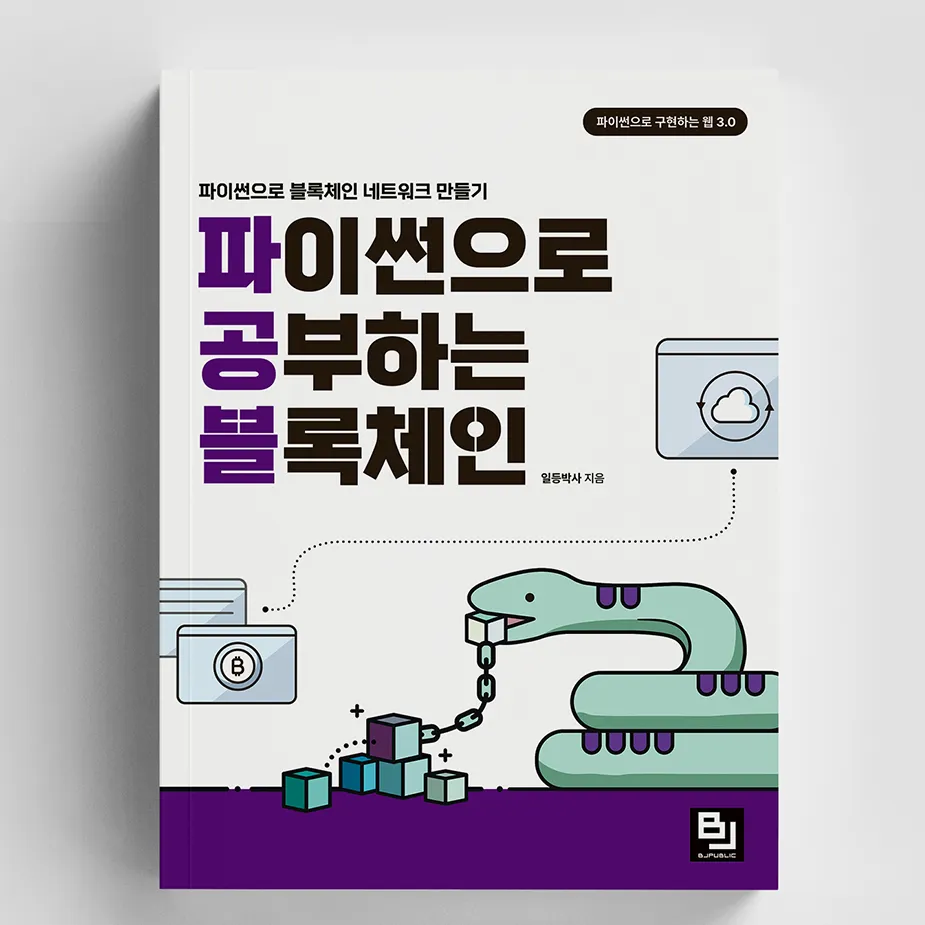 파이썬으로 구현하는 웹 3.0
파이썬으로 블록체인 네트워크 만들기
파이썬으로
공부하는
블록체인
일등박사 지음
B
BJ
BJPUBLIC